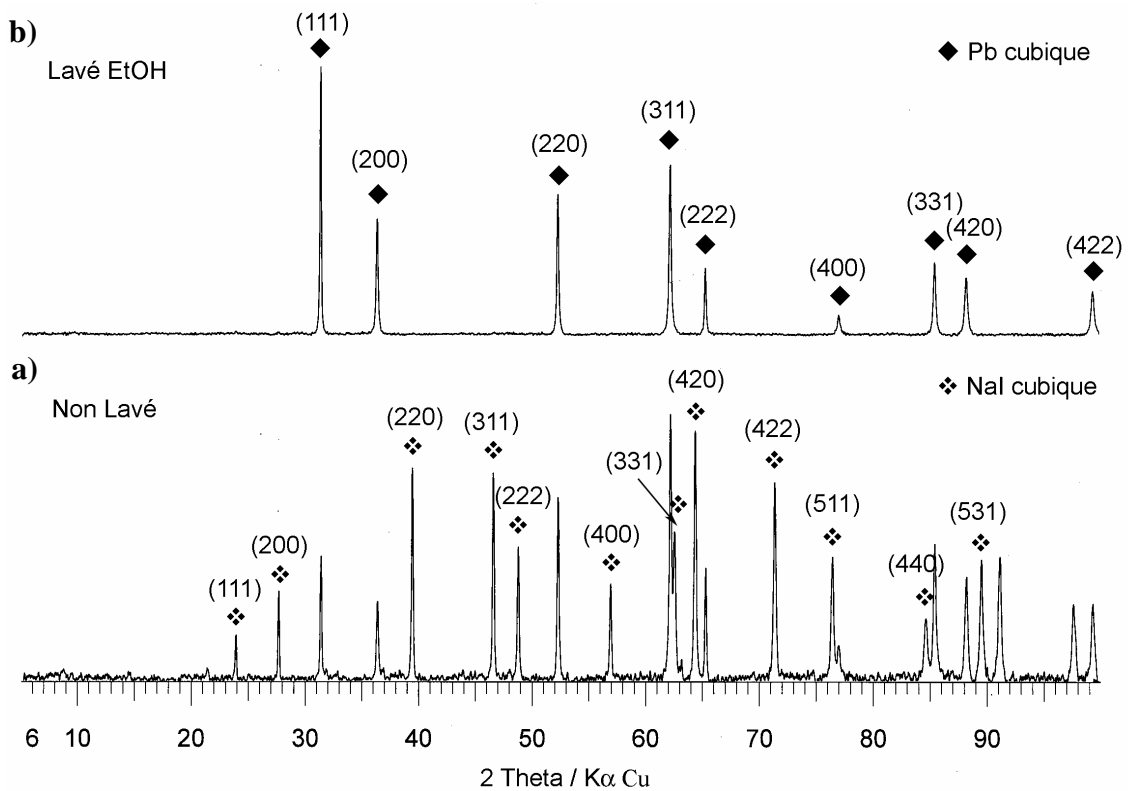 b)
Lavé EtOH
◆ Pb cubique
(111)
(200)
(220)
(311)
(222)
(400)
(331)
(420)
(422)
a)
Non Lavé
NaI cubique
(111)
(200)
(220)
(311)
(222)
(400)
(331)
(420)
(422)
(511)
(440)
(531)
6 10 20 30 40 50 60 70 80 90
2 Theta / Kα Cu